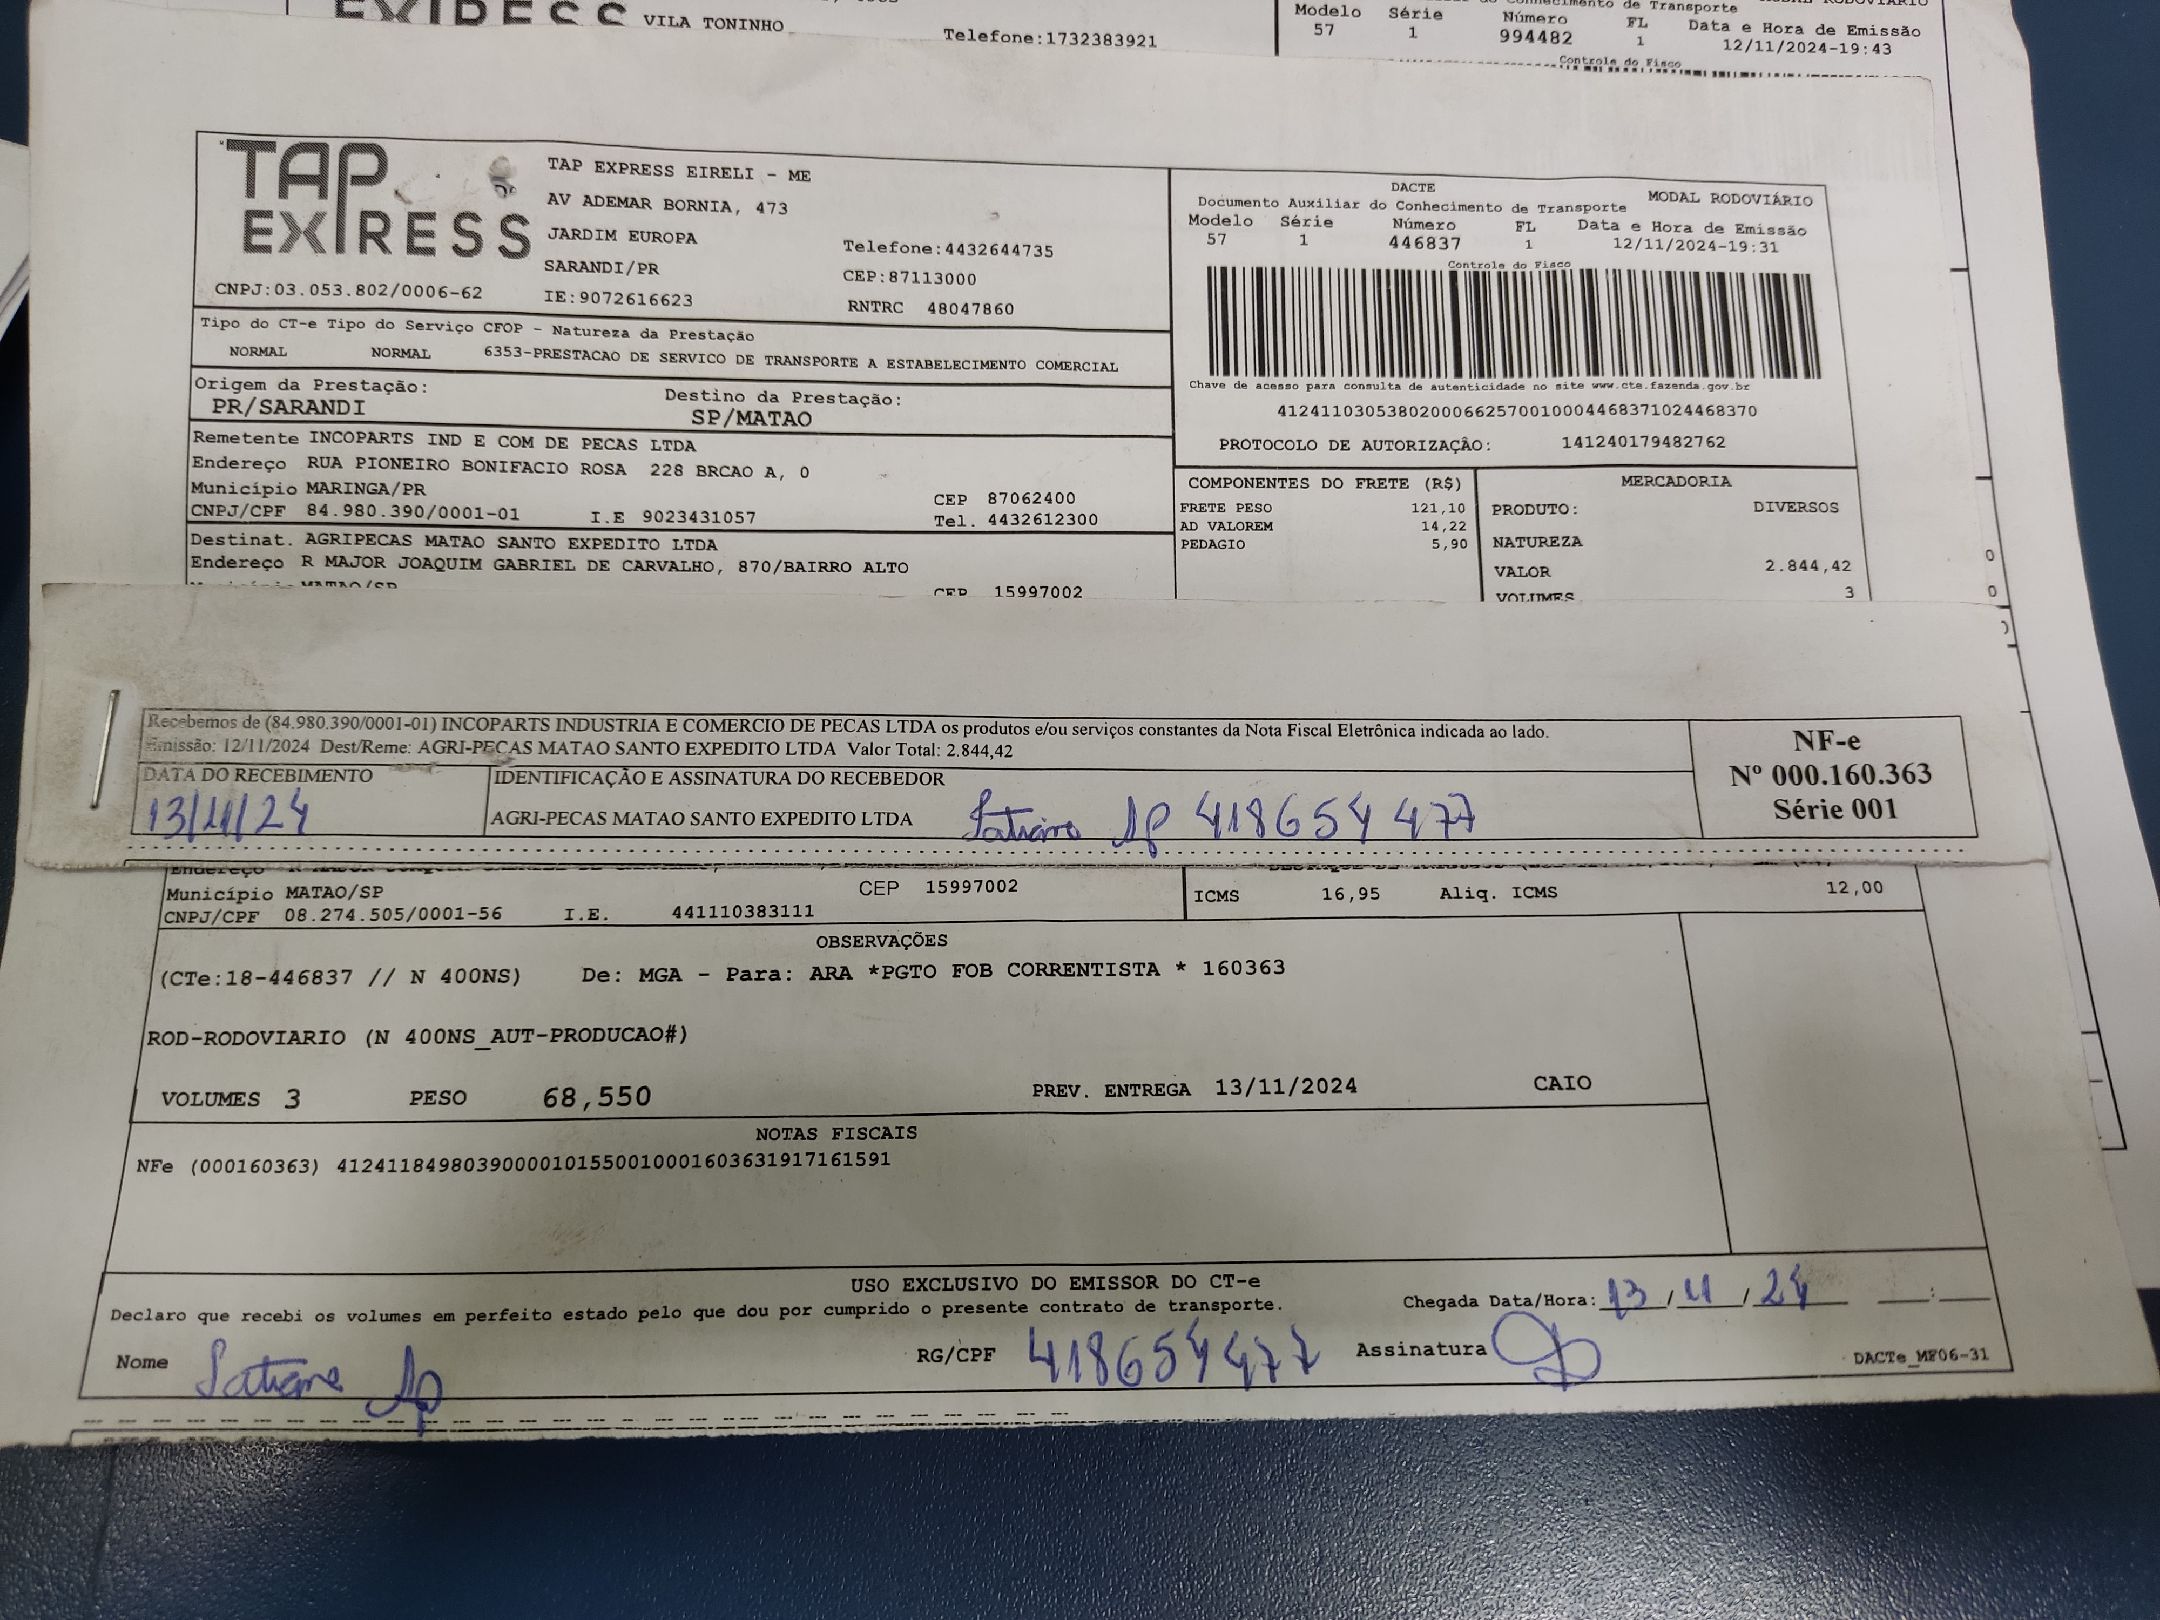 VILA TONINHO
Telefone:1732383921
Modelo Série Número FL Data e Hora de Emissão
57 1 994482 1 12/11/2024-19:43
Controle do Fisco
TAP EXPRESS
TAP EXPRESS EIRELI - ME
AV ADEMAR BORNIA, 473
JARDIM EUROPA
Telefone:4432644735
SARANDI/PR
CEP:87113000
CNPJ:03.053.802/0006-62
IE:9072616623
RNTRC 48047860
DACTE
Documento Auxiliar do Conhecimento de Transporte
MODAL RODOVIÁRIO
Modelo Série Número FL Data e Hora de Emissão
57 1 446837 1 12/11/2024-19:31
Controle do Fisco
Chave de acesso para consulta de autenticidade no site www.cte.fazenda.gov.br
41241103053802000662570010004468371024468370
PROTOCOLO DE AUTORIZAÇÃO: 141240179482762
Tipo do CT-e Tipo do Serviço CFOP - Natureza da Prestação
NORMAL NORMAL 6353-PRESTACAO DE SERVICO DE TRANSPORTE A ESTABELECIMENTO COMERCIAL
Origem da Prestação: Destino da Prestação:
PR/SARANDI SP/MATAO
Remetente INCOPARTS IND E COM DE PECAS LTDA
Endereço RUA PIONEIRO BONIFACIO ROSA 228 BRCAO A, 0
Município MARINGA/PR CEP 87062400
CNPJ/CPF 84.980.390/0001-01 I.E 9023431057 Tel. 4432612300
Destinat. AGRIPECAS MATAO SANTO EXPEDITO LTDA
Endereço R MAJOR JOAQUIM GABRIEL DE CARVALHO, 870/BAIRRO ALTO
MATAO/SP CEP 15997002
COMPONENTES DO FRETE (R$)
FRETE PESO 121,10
AD VALOREM 14,22
PEDAGIO 5,90
MERCADORIA
PRODUTO: DIVERSOS
NATUREZA
VALOR 2.844,42
VOLUMES 3
Recebemos de (84.980.390/0001-01) INCOPARTS INDUSTRIA E COMERCIO DE PECAS LTDA os produtos e/ou serviços constantes da Nota Fiscal Eletrônica indicada ao lado.
Emissão: 12/11/2024 Dest/Reme: AGRI-PECAS MATAO SANTO EXPEDITO LTDA Valor Total: 2.844,42
DATA DO RECEBIMENTO
13/11/24
IDENTIFICAÇÃO E ASSINATURA DO RECEBEDOR
AGRI-PECAS MATAO SANTO EXPEDITO LTDA Tatiane Ap 418654477
NF-e
Nº 000.160.363
Série 001
Endereço
Município MATAO/SP CEP 15997002
CNPJ/CPF 08.274.505/0001-56 I.E. 441110383111
ICMS 16,95 Aliq. ICMS 12,00
OBSERVAÇÕES
(CTe:18-446837 // N 400NS) De: MGA - Para: ARA *PGTO FOB CORRENTISTA * 160363
ROD-RODOVIARIO (N 400NS_AUT-PRODUCAO#)
VOLUMES 3 PESO 68,550 PREV. ENTREGA 13/11/2024 CAIO
NOTAS FISCAIS
NFe (000160363) 41241184980390000101550010001603631917161591
USO EXCLUSIVO DO EMISSOR DO CT-e
Declaro que recebi os volumes em perfeito estado pelo que dou por cumprido o presente contrato de transporte.
Chegada Data/Hora: 13/11/24 :
Nome Tatiane Ap RG/CPF 418654477 Assinatura
DACTe_MF06-31